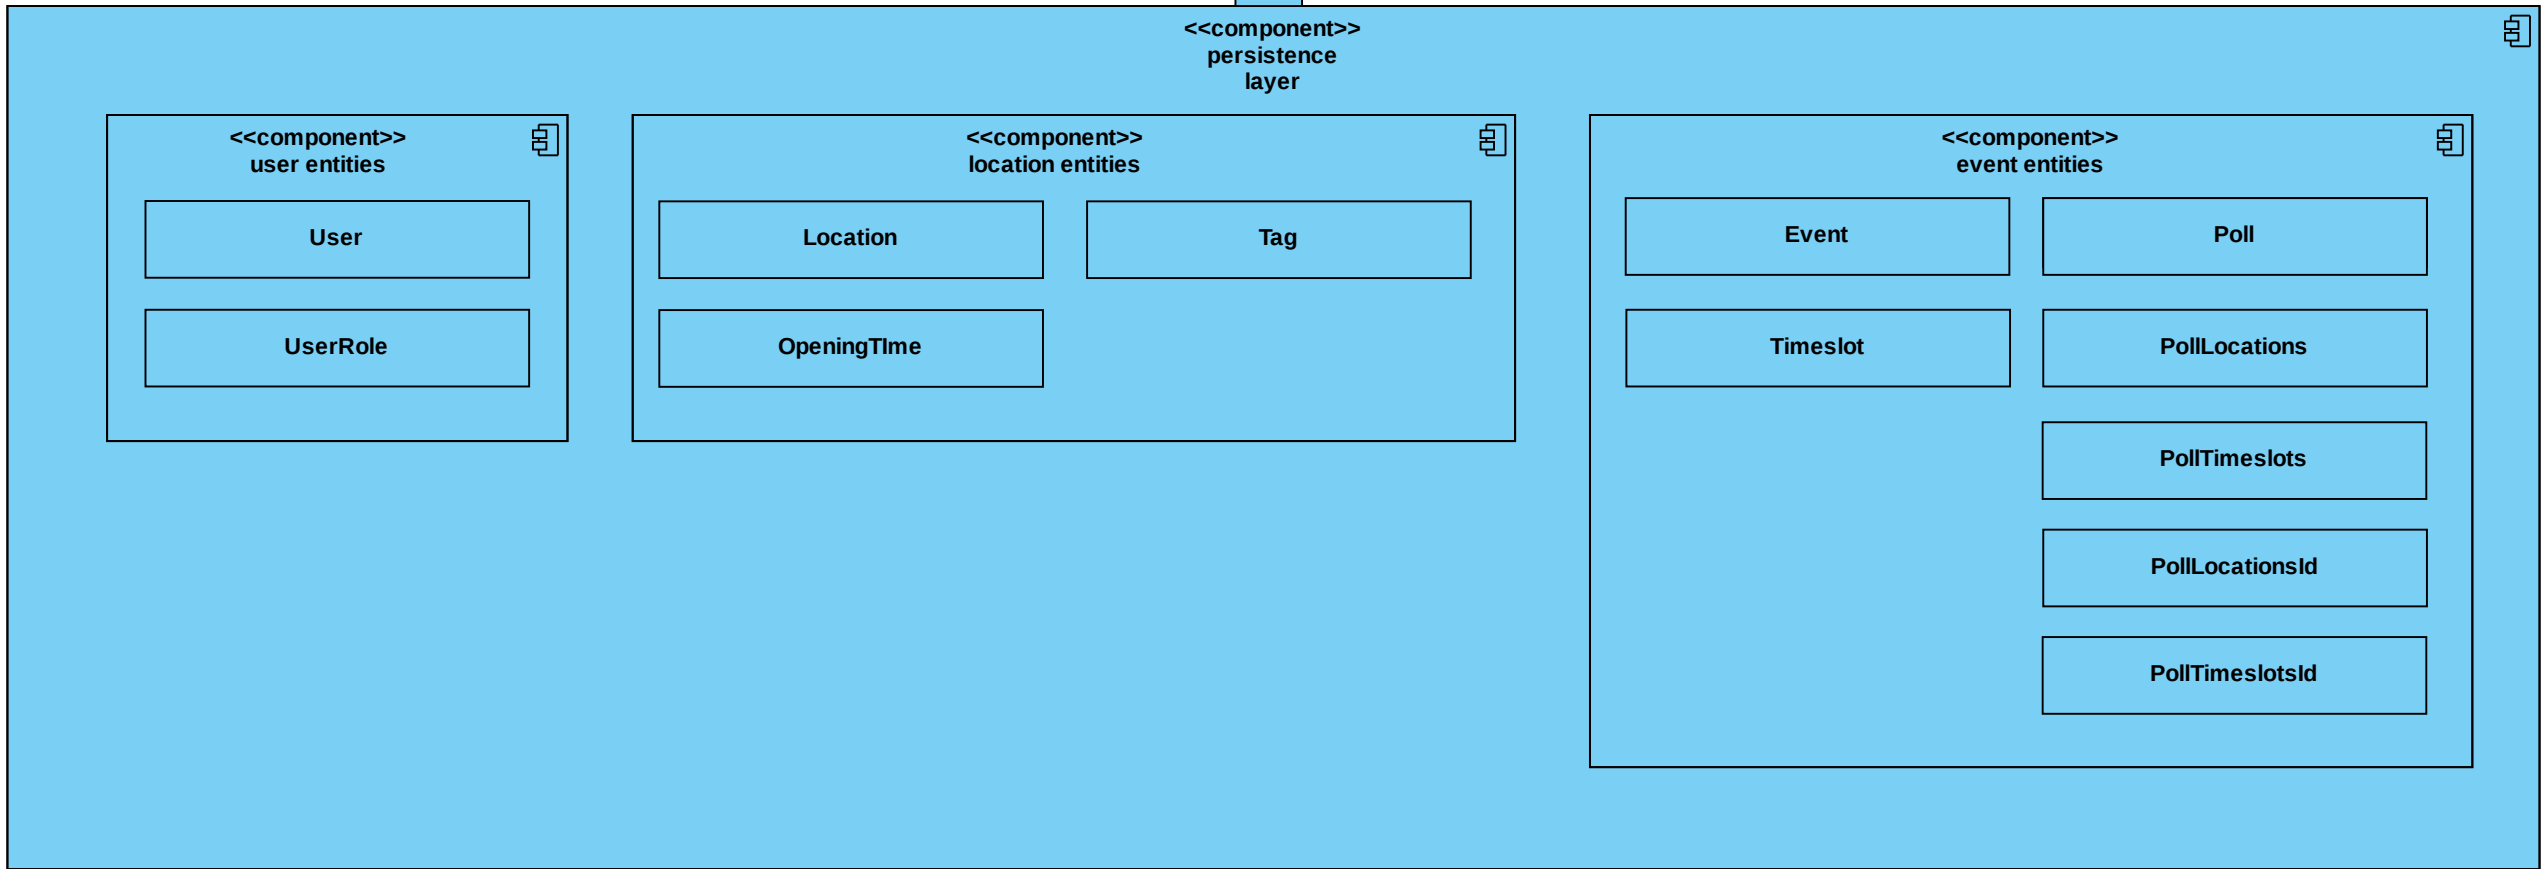 <<component>>
persistence
layer
<<component>>
user entities
User
UserRole
<<component>>
location entities
Location
Tag
OpeningTIme
<<component>>
event entities
Event
Poll
Timeslot
PollLocations
PollTimeslots
PollLocationsId
PollTimeslotsId